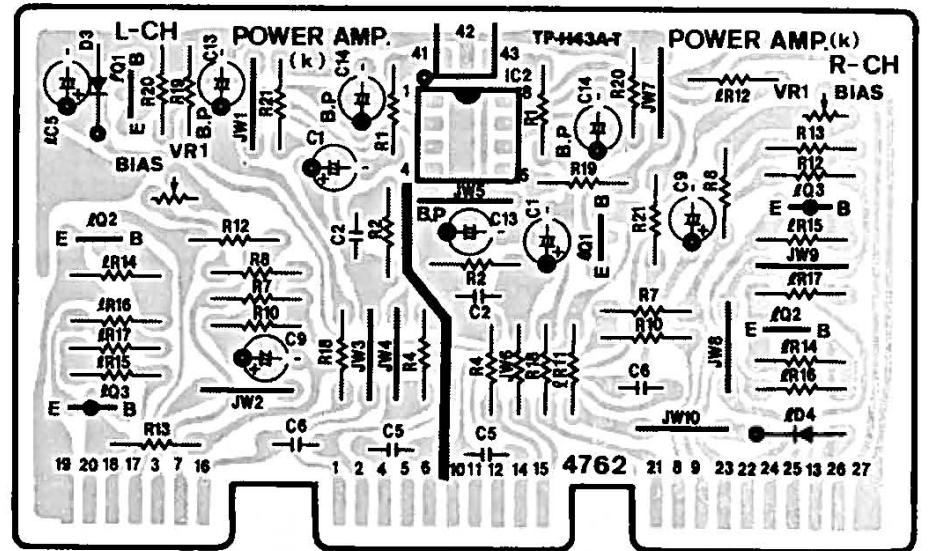 L-CH
POWER AMP.
(k)
42
41
43
TP-H43A-T
POWER AMP.(k)
R-CH
D3
ℓQ1
B
E
R20
R19
C13
B.P
JW1
R21
C14
B.P
R1
IC2
1
8
4
5
R1
C14
B.P
R20
JW7
ℓR12
VR1
BIAS
ℓC5
VR1
BIAS
C1
R13
R12
R19
JW5
B.P
C13
C1
ℓQ1
E
B
R21
C9
R8
ℓQ3
E
B
ℓQ2
E
B
R12
C2
R2
ℓR15
JW9
ℓR14
R8
R2
ℓR17
R7
C2
R7
ℓR16
R10
R10
ℓQ2
E
B
ℓR17
C9
R18
JW3
JW4
R4
R4
JW6
R18
ℓR11
JW8
ℓR14
ℓR15
C6
ℓR16
ℓQ3
E
B
JW2
JW10
ℓD4
R13
C6
C5
C5
19 20 18 17 3 7 16
1 2 4 5 6 10 11 12 14 15
4762
21 8 9 23 22 24 25 13 26 27